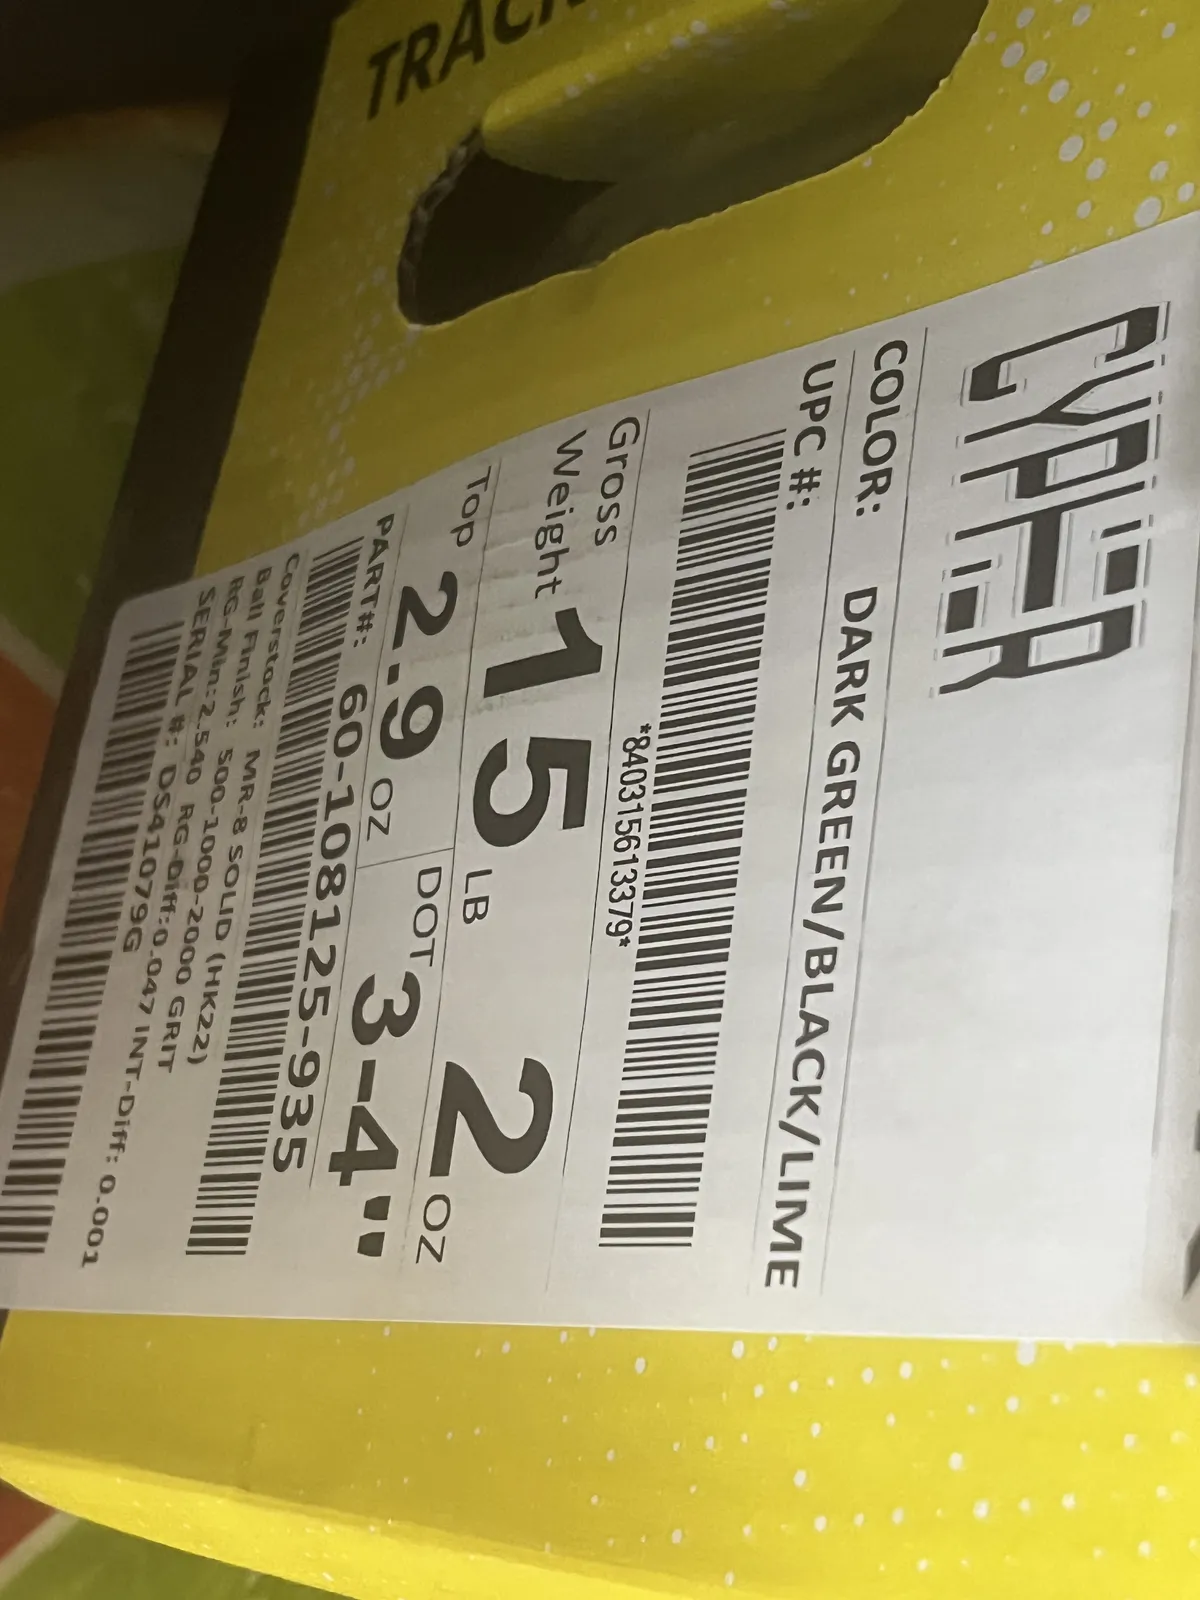 CYPHER
COLOR: DARK GREEN/BLACK/LIME
UPC #:
*840315613379*
Gross Weight 15 LB 2 OZ
Top 2.9 OZ DOT 3-4"
PART#: 60-108125-935
Coverstock: MR-8 SOLID (HK22)
Ball Finish: 500-1000-2000 GRIT
RG-Min: 2.540 RG-Diff: 0.047 INT-Diff: 0.001
SERIAL #: DS41079G